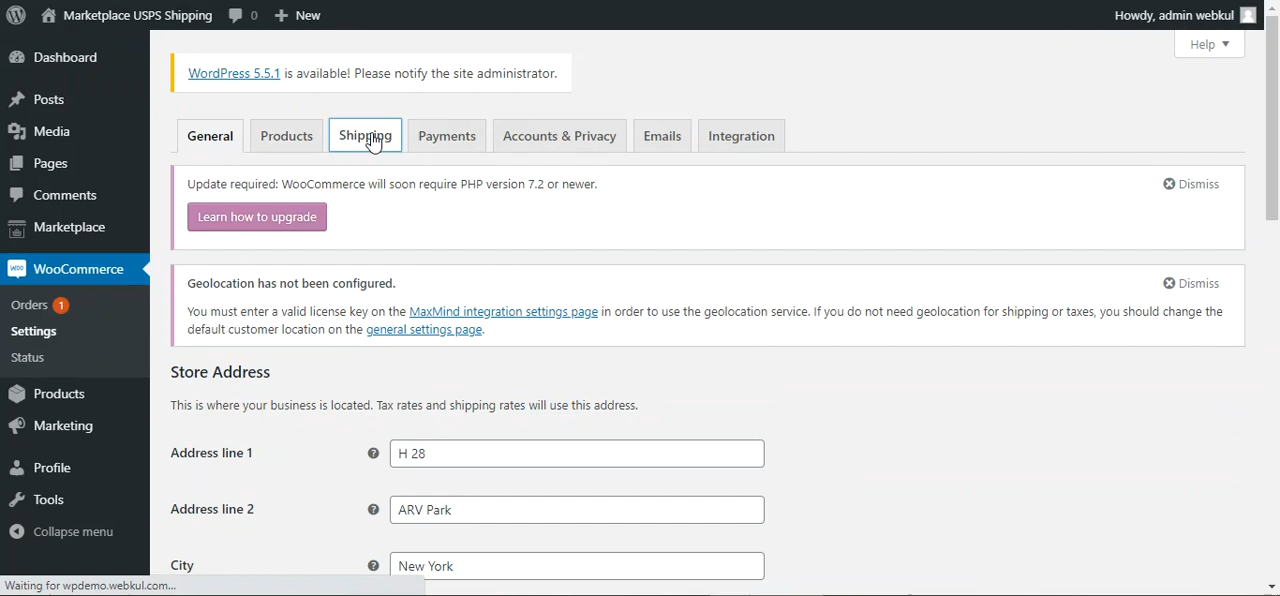 Marketplace USPS Shipping 0 New Howdy, admin webkul
Help
Dashboard
Posts
Media
Pages
Comments
Marketplace
WOO WooCommerce
Orders 1
Settings
Status
Products
Marketing
Profile
Tools
Collapse menu
WordPress 5.5.1 is available! Please notify the site administrator.
General Products Shipping Payments Accounts & Privacy Emails Integration
Update required: WooCommerce will soon require PHP version 7.2 or newer. Dismiss
Learn how to upgrade
Geolocation has not been configured. Dismiss
You must enter a valid license key on the MaxMind integration settings page in order to use the geolocation service. If you do not need geolocation for shipping or taxes, you should change the
default customer location on the general settings page.
Store Address
This is where your business is located. Tax rates and shipping rates will use this address.
Address line 1 ? H 28
Address line 2 ? ARV Park
City ? New York
Waiting for wpdemo.webkul.com...